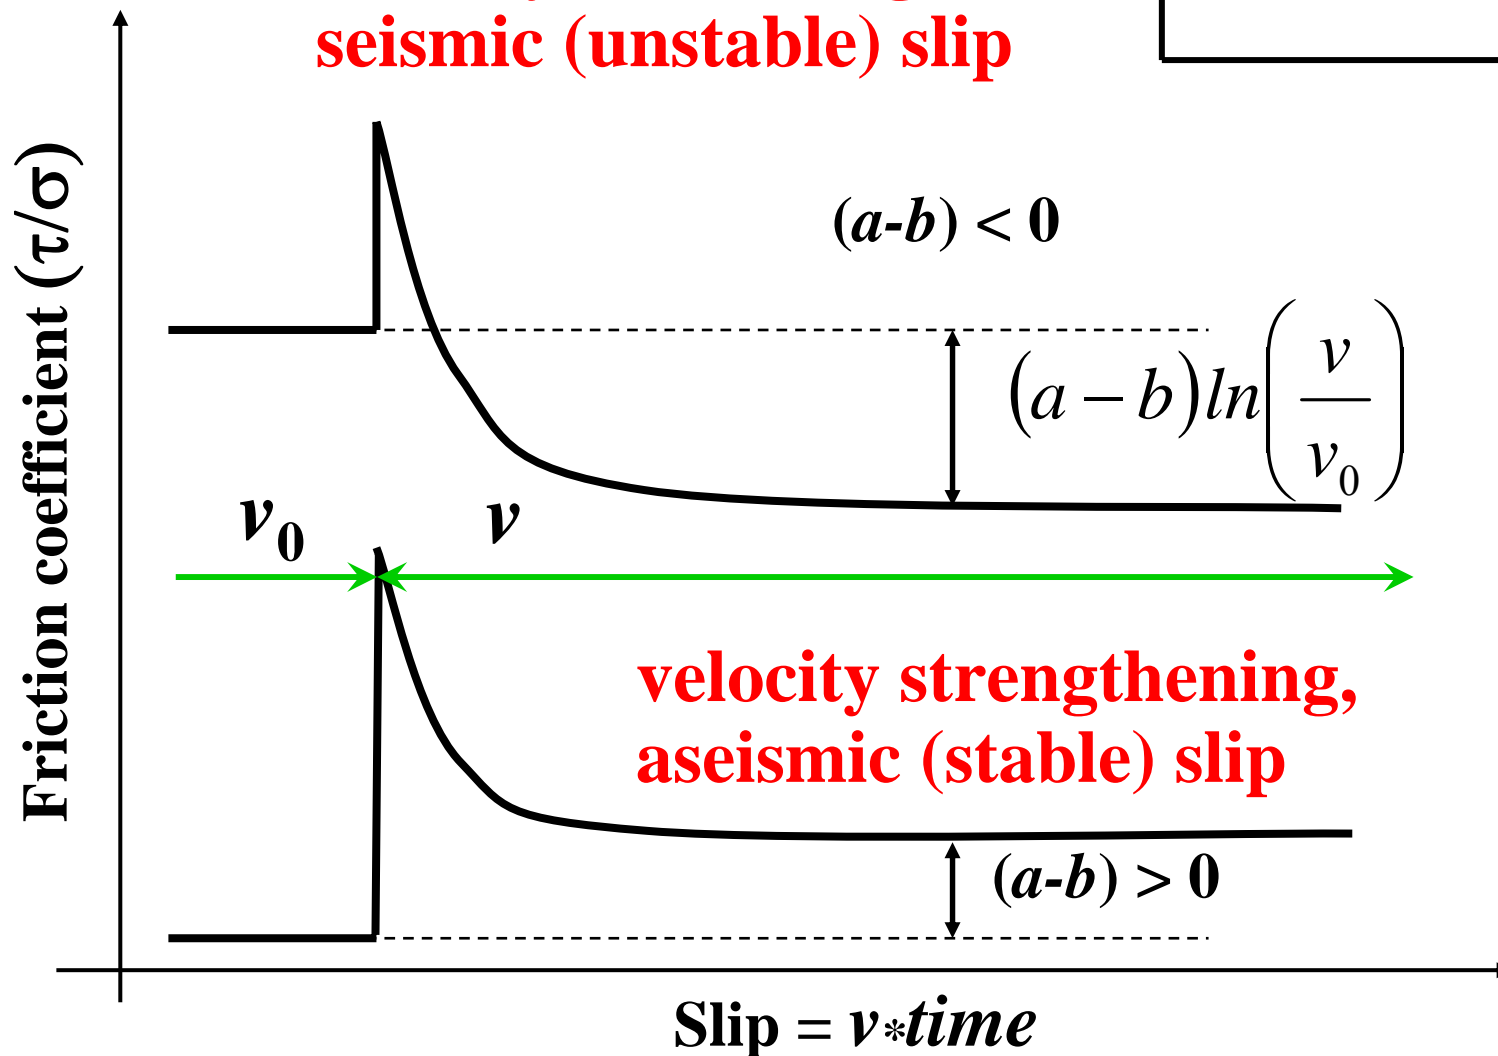 seismic (unstable) slip
(a-b) < 0
(a − b)ln(v/v₀)
v₀ v
velocity strengthening,
aseismic (stable) slip
(a-b) > 0
Friction coefficient (τ/σ)
Slip = v*time